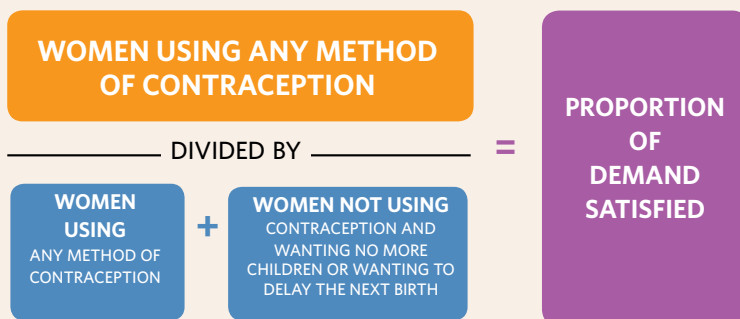 WOMEN USING ANY METHOD
OF CONTRACEPTION
DIVIDED BY
WOMEN
USING
ANY METHOD OF
CONTRACEPTION
+
WOMEN NOT USING
CONTRACEPTION AND
WANTING NO MORE
CHILDREN OR WANTING TO
DELAY THE NEXT BIRTH
=
PROPORTION
OF
DEMAND
SATISFIED